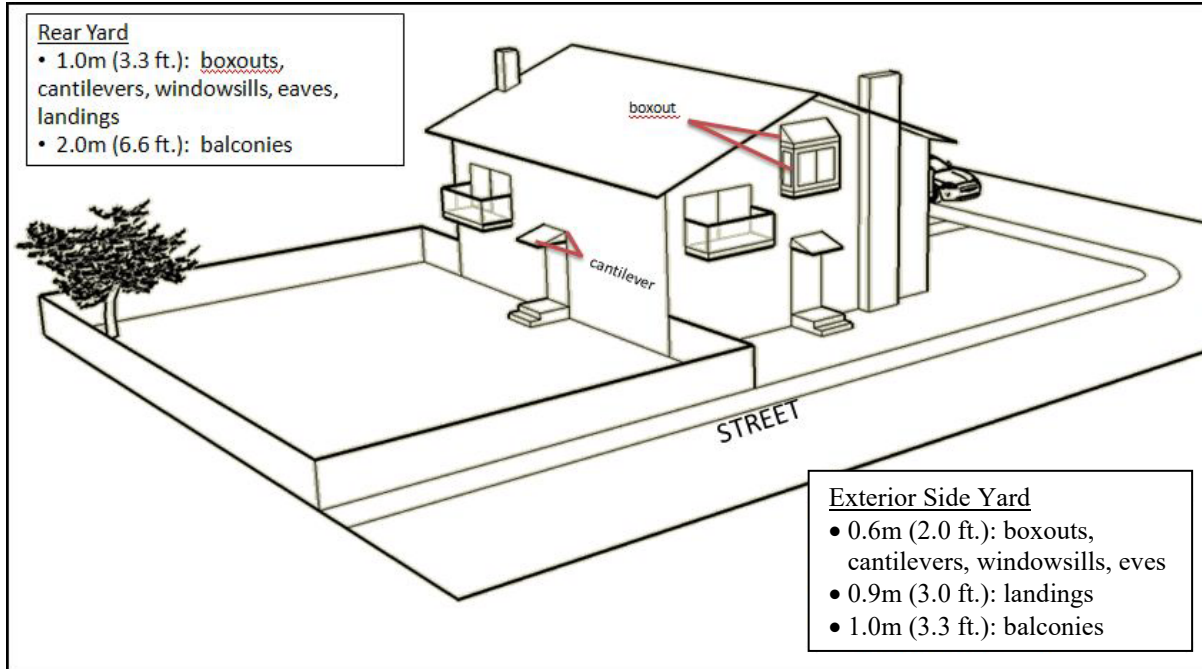 Rear Yard
• 1.0m (3.3 ft.): boxouts,
cantilevers, windowsills, eaves,
landings
• 2.0m (6.6 ft.): balconies
boxout
cantilever
STREET
Exterior Side Yard
• 0.6m (2.0 ft.): boxouts,
cantilevers, windowsills, eves
• 0.9m (3.0 ft.): landings
• 1.0m (3.3 ft.): balconies